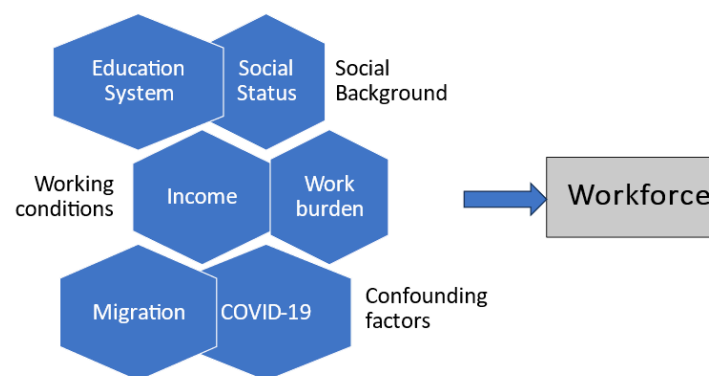 Education
System
Social
Status
Social
Background
Working
conditions
Income
Work
burden
Workforce
Migration
COVID-19
Confounding
factors